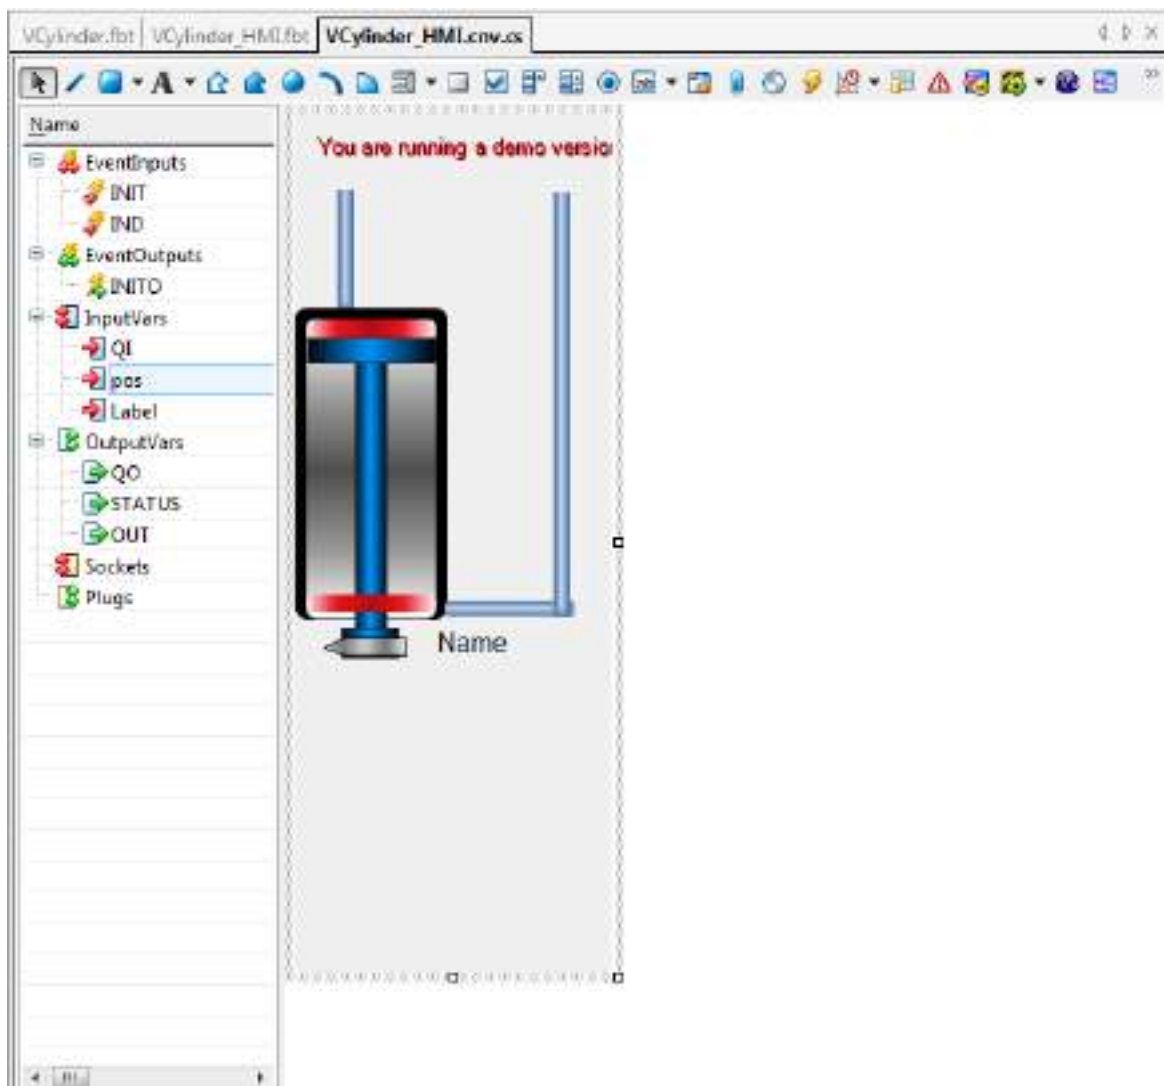 VCylinder.fbt VCylinder_HMI.fbt VCylinder_HMI.cnv.cs
Name
EventInputs
INIT
IND
EventOutputs
INITO
InputVars
QI
pos
Label
OutputVars
QO
STATUS
OUT
Sockets
Plugs
You are running a demo versio
Name